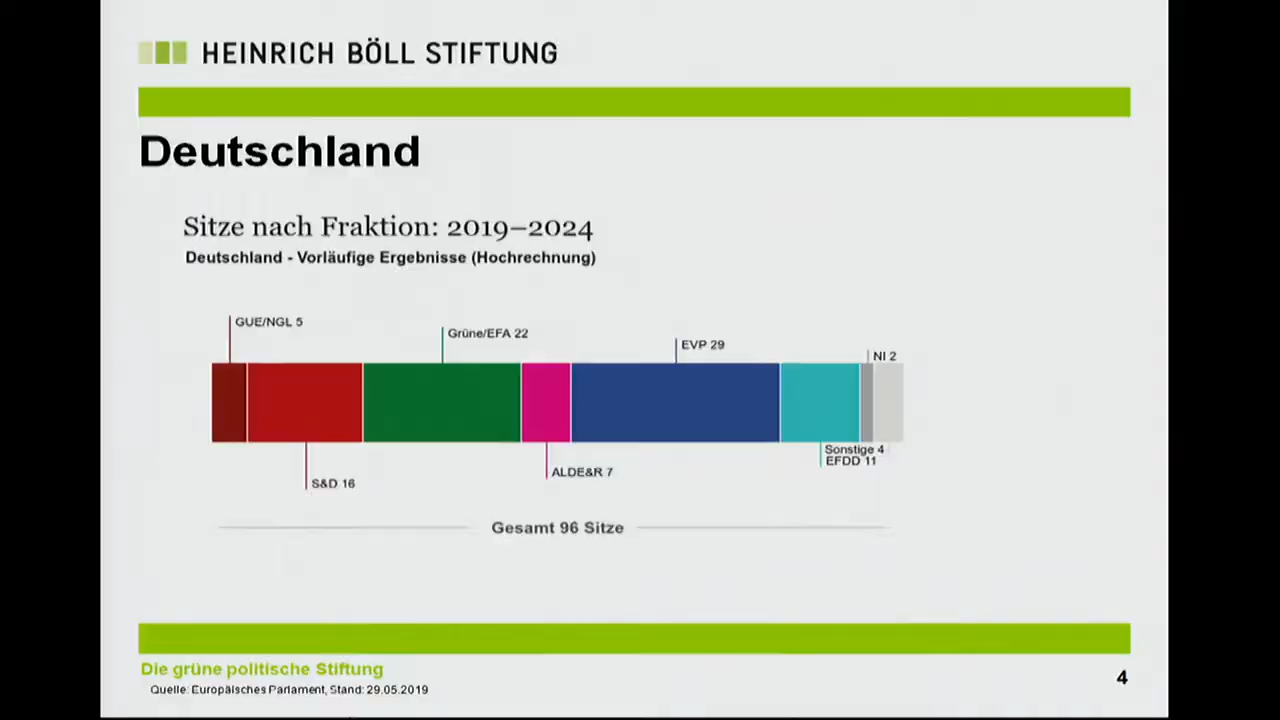 HEINRICH BÖLL STIFTUNG
Deutschland
Sitze nach Fraktion: 2019–2024
Deutschland - Vorläufige Ergebnisse (Hochrechnung)
GUE/NGL 5
Grüne/EFA 22
EVP 29
NI 2
Sonstige 4
EFDD 11
ALDE&R 7
S&D 16
Gesamt 96 Sitze
Die grüne politische Stiftung
Quelle: Europäisches Parlament, Stand: 29.05.2019
4